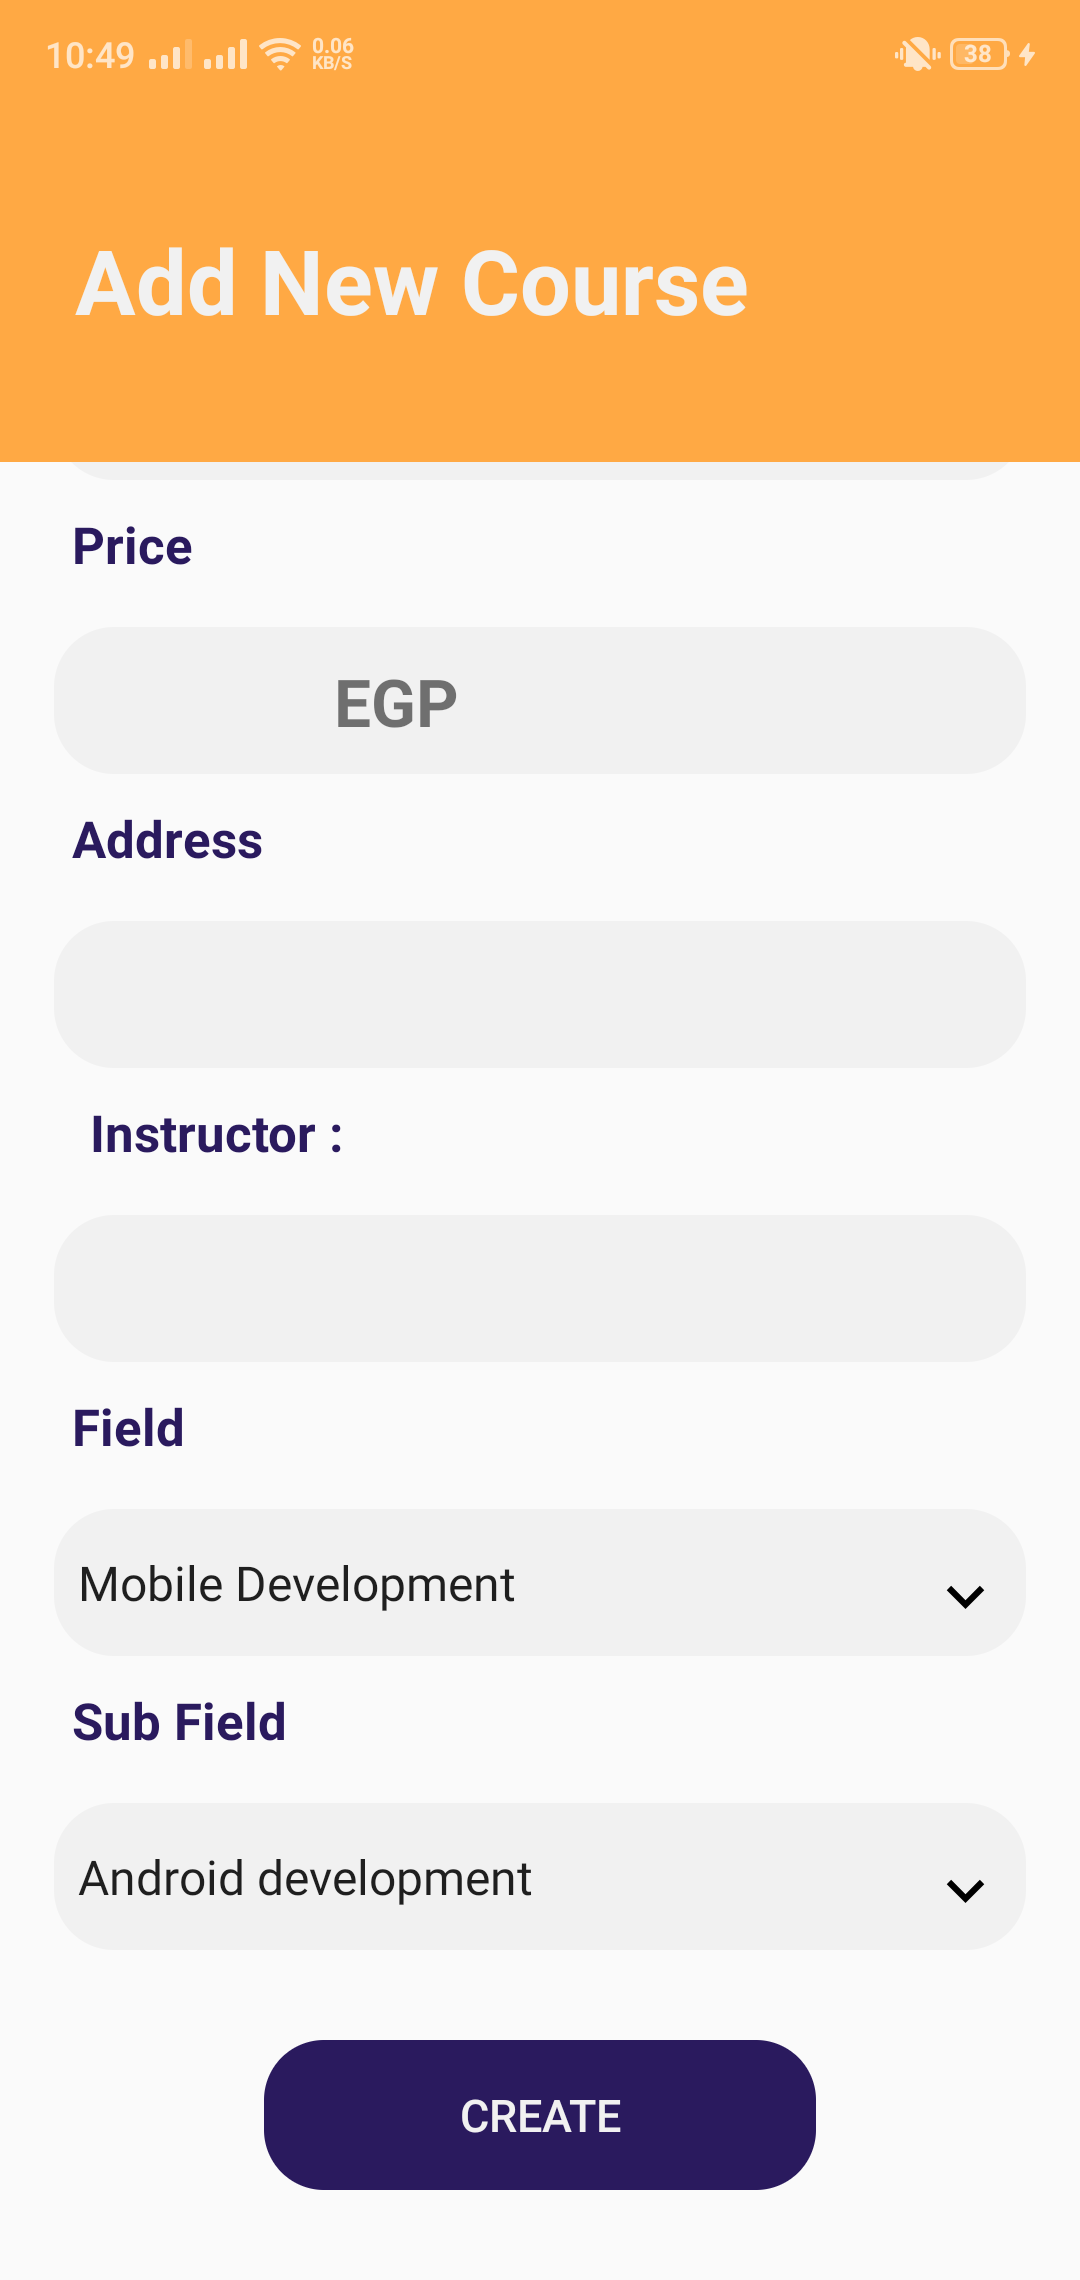 10:49 0.06 KB/S 38
Add New Course
Price
EGP
Address
Instructor :
Field
Mobile Development
Sub Field
Android development
CREATE